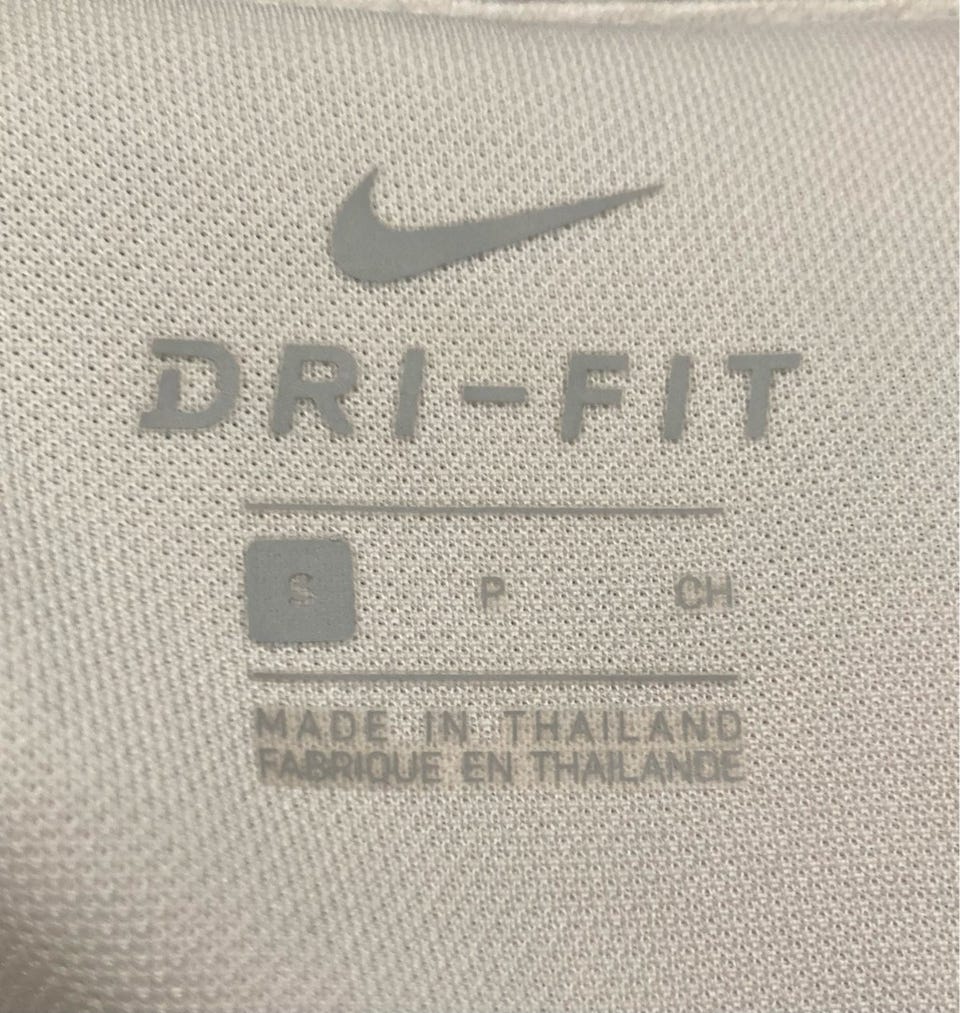 DRI-FIT
S P CH
MADE IN THAILAND
FABRIQUE EN THAILANDE